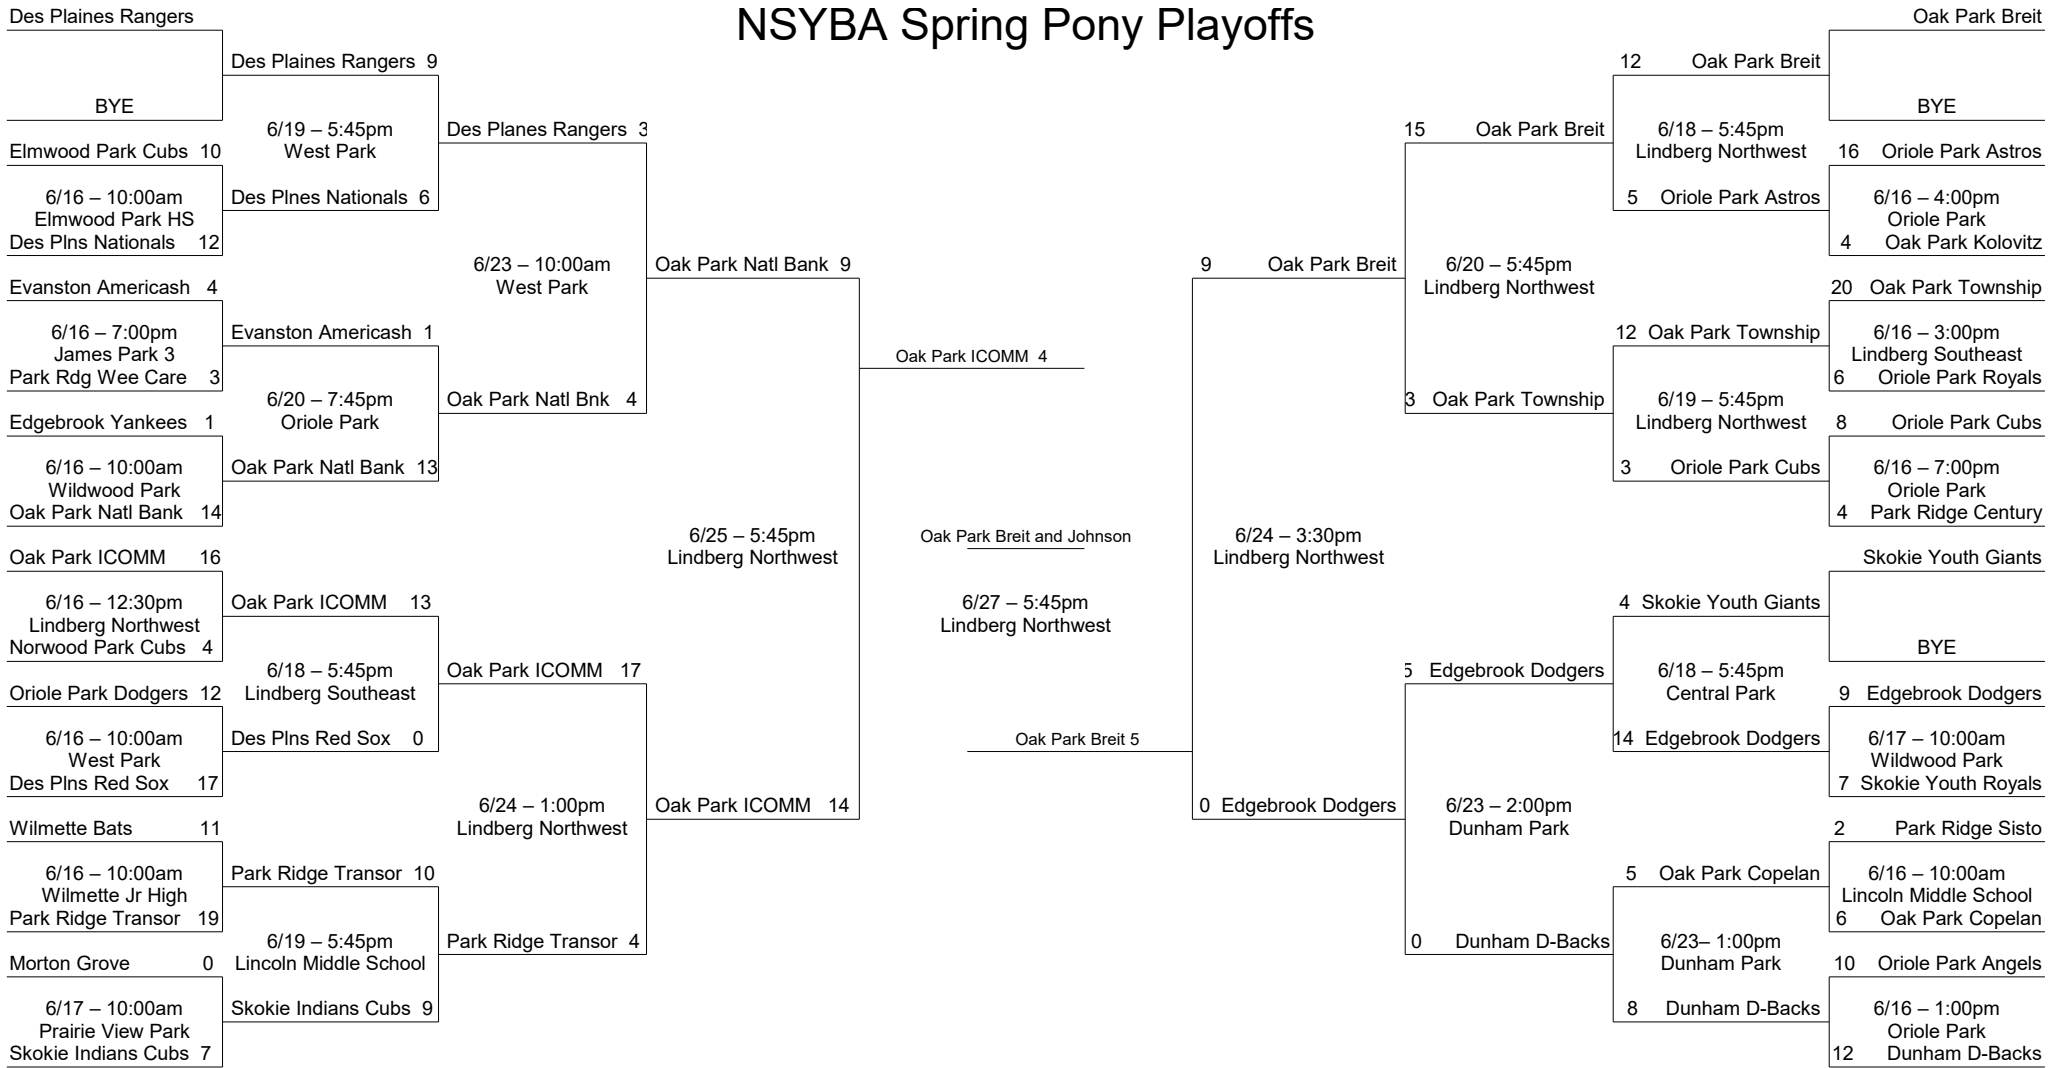 NSYBA Spring Pony Playoffs
Des Plaines Rangers
BYE
Elmwood Park Cubs 10
6/16 – 10:00am
Elmwood Park HS
Des Plns Nationals 12
Evanston Americash 4
6/16 – 7:00pm
James Park 3
Park Rdg Wee Care 3
Edgebrook Yankees 1
6/16 – 10:00am
Wildwood Park
Oak Park Natl Bank 14
Oak Park ICOMM 16
6/16 – 12:30pm
Lindberg Northwest
Norwood Park Cubs 4
Oriole Park Dodgers 12
6/16 – 10:00am
West Park
Des Plns Red Sox 17
Wilmette Bats 11
6/16 – 10:00am
Wilmette Jr High
Park Ridge Transor 19
Morton Grove 0
6/17 – 10:00am
Prairie View Park
Skokie Indians Cubs 7
Des Plaines Rangers 9
6/19 – 5:45pm
West Park
Des Plnes Nationals 6
Evanston Americash 1
6/20 – 7:45pm
Oriole Park
Oak Park Natl Bank 13
Oak Park ICOMM 13
6/18 – 5:45pm
Lindberg Southeast
Des Plns Red Sox 0
Park Ridge Transor 10
6/19 – 5:45pm
Lincoln Middle School
Skokie Indians Cubs 9
Des Planes Rangers 3
6/23 – 10:00am
West Park
Oak Park Natl Bnk 4
Oak Park ICOMM 17
6/24 – 1:00pm
Lindberg Northwest
Park Ridge Transor 4
Oak Park Natl Bank 9
6/25 – 5:45pm
Lindberg Northwest
Oak Park ICOMM 14
Oak Park ICOMM 4
Oak Park Breit and Johnson
6/27 – 5:45pm
Lindberg Northwest
Oak Park Breit 5
9 Oak Park Breit
6/24 – 3:30pm
Lindberg Northwest
0 Edgebrook Dodgers
15 Oak Park Breit
6/20 – 5:45pm
Lindberg Northwest
3 Oak Park Township
5 Edgebrook Dodgers
6/23 – 2:00pm
Dunham Park
0 Dunham D-Backs
12 Oak Park Breit
6/18 – 5:45pm
Lindberg Northwest
5 Oriole Park Astros
12 Oak Park Township
6/19 – 5:45pm
Lindberg Northwest
3 Oriole Park Cubs
4 Skokie Youth Giants
6/18 – 5:45pm
Central Park
14 Edgebrook Dodgers
5 Oak Park Copelan
6/23– 1:00pm
Dunham Park
8 Dunham D-Backs
Oak Park Breit
BYE
16 Oriole Park Astros
6/16 – 4:00pm
Oriole Park
4 Oak Park Kolovitz
20 Oak Park Township
6/16 – 3:00pm
Lindberg Southeast
6 Oriole Park Royals
8 Oriole Park Cubs
6/16 – 7:00pm
Oriole Park
4 Park Ridge Century
Skokie Youth Giants
BYE
9 Edgebrook Dodgers
6/17 – 10:00am
Wildwood Park
7 Skokie Youth Royals
2 Park Ridge Sisto
6/16 – 10:00am
Lincoln Middle School
6 Oak Park Copelan
10 Oriole Park Angels
6/16 – 1:00pm
Oriole Park
12 Dunham D-Backs